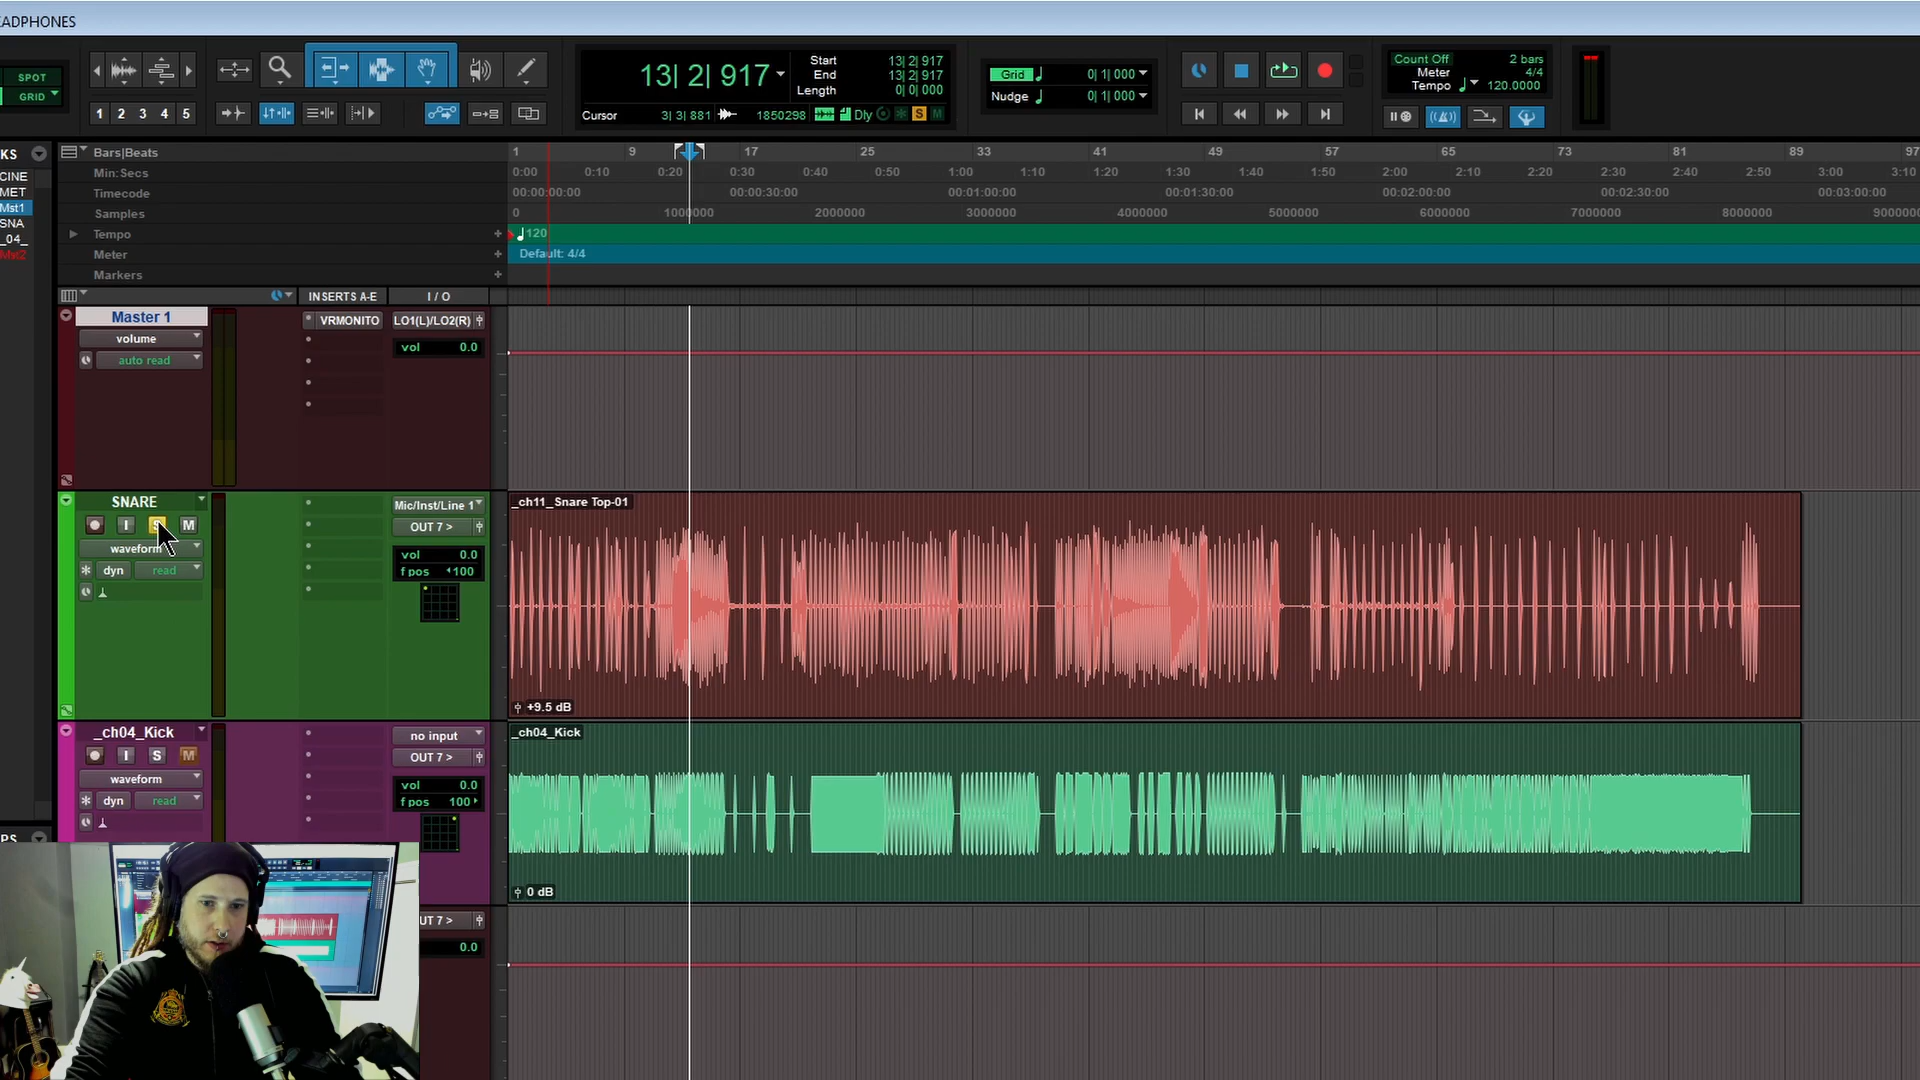 EADPHONES
SPOT
GRID
1 2 3 4 5
13| 2| 917
Start 13| 2| 917
End 13| 2| 917
Length 0| 0| 000
Cursor 3| 3| 881 1850298 Dly S M
Grid 0| 1| 000
Nudge 0| 1| 000
Count Off 2 bars
Meter 4/4
Tempo 120.0000
KS
CINE
MET
Mst1
SNA
_04_
Mst2
PS
Bars|Beats 1 9 17 25 33 41 49 57 65 73 81 89 97
Min:Secs 0:00 0:10 0:20 0:30 0:40 0:50 1:00 1:10 1:20 1:30 1:40 1:50 2:00 2:10 2:20 2:30 2:40 2:50 3:00 3:10
Timecode 00:00:00:00 00:00:30:00 00:01:00:00 00:01:30:00 00:02:00:00 00:02:30:00 00:03:00:00
Samples 0 1000000 2000000 3000000 4000000 5000000 6000000 7000000 8000000 9000000
Tempo + 120
Meter + Default: 4/4
Markers +
INSERTS A-E I / O
Master 1
volume
auto read
VRMONITO
LO1(L)/LO2(R)
vol 0.0
SNARE
I S M
waveform
dyn read
Mic/Inst/Line 1
OUT 7 >
vol 0.0
f pos 100
_ch11_Snare Top-01
+9.5 dB
_ch04_Kick
I S M
waveform
dyn read
no input
OUT 7 >
vol 0.0
f pos 100
_ch04_Kick
0 dB
UT 7 >
0.0